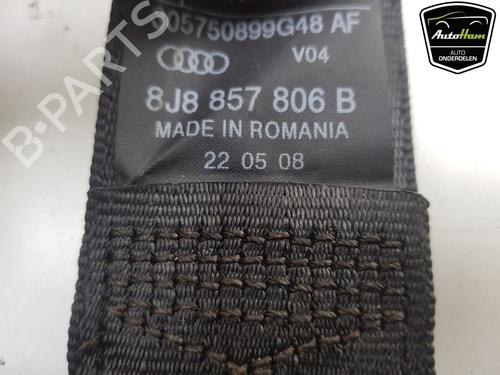 005750899G48 AF
V04
8J8 857 806 B
MADE IN ROMANIA
22 05 08
B-PARTS
AutoHam
AUTO
ONDERDELEN